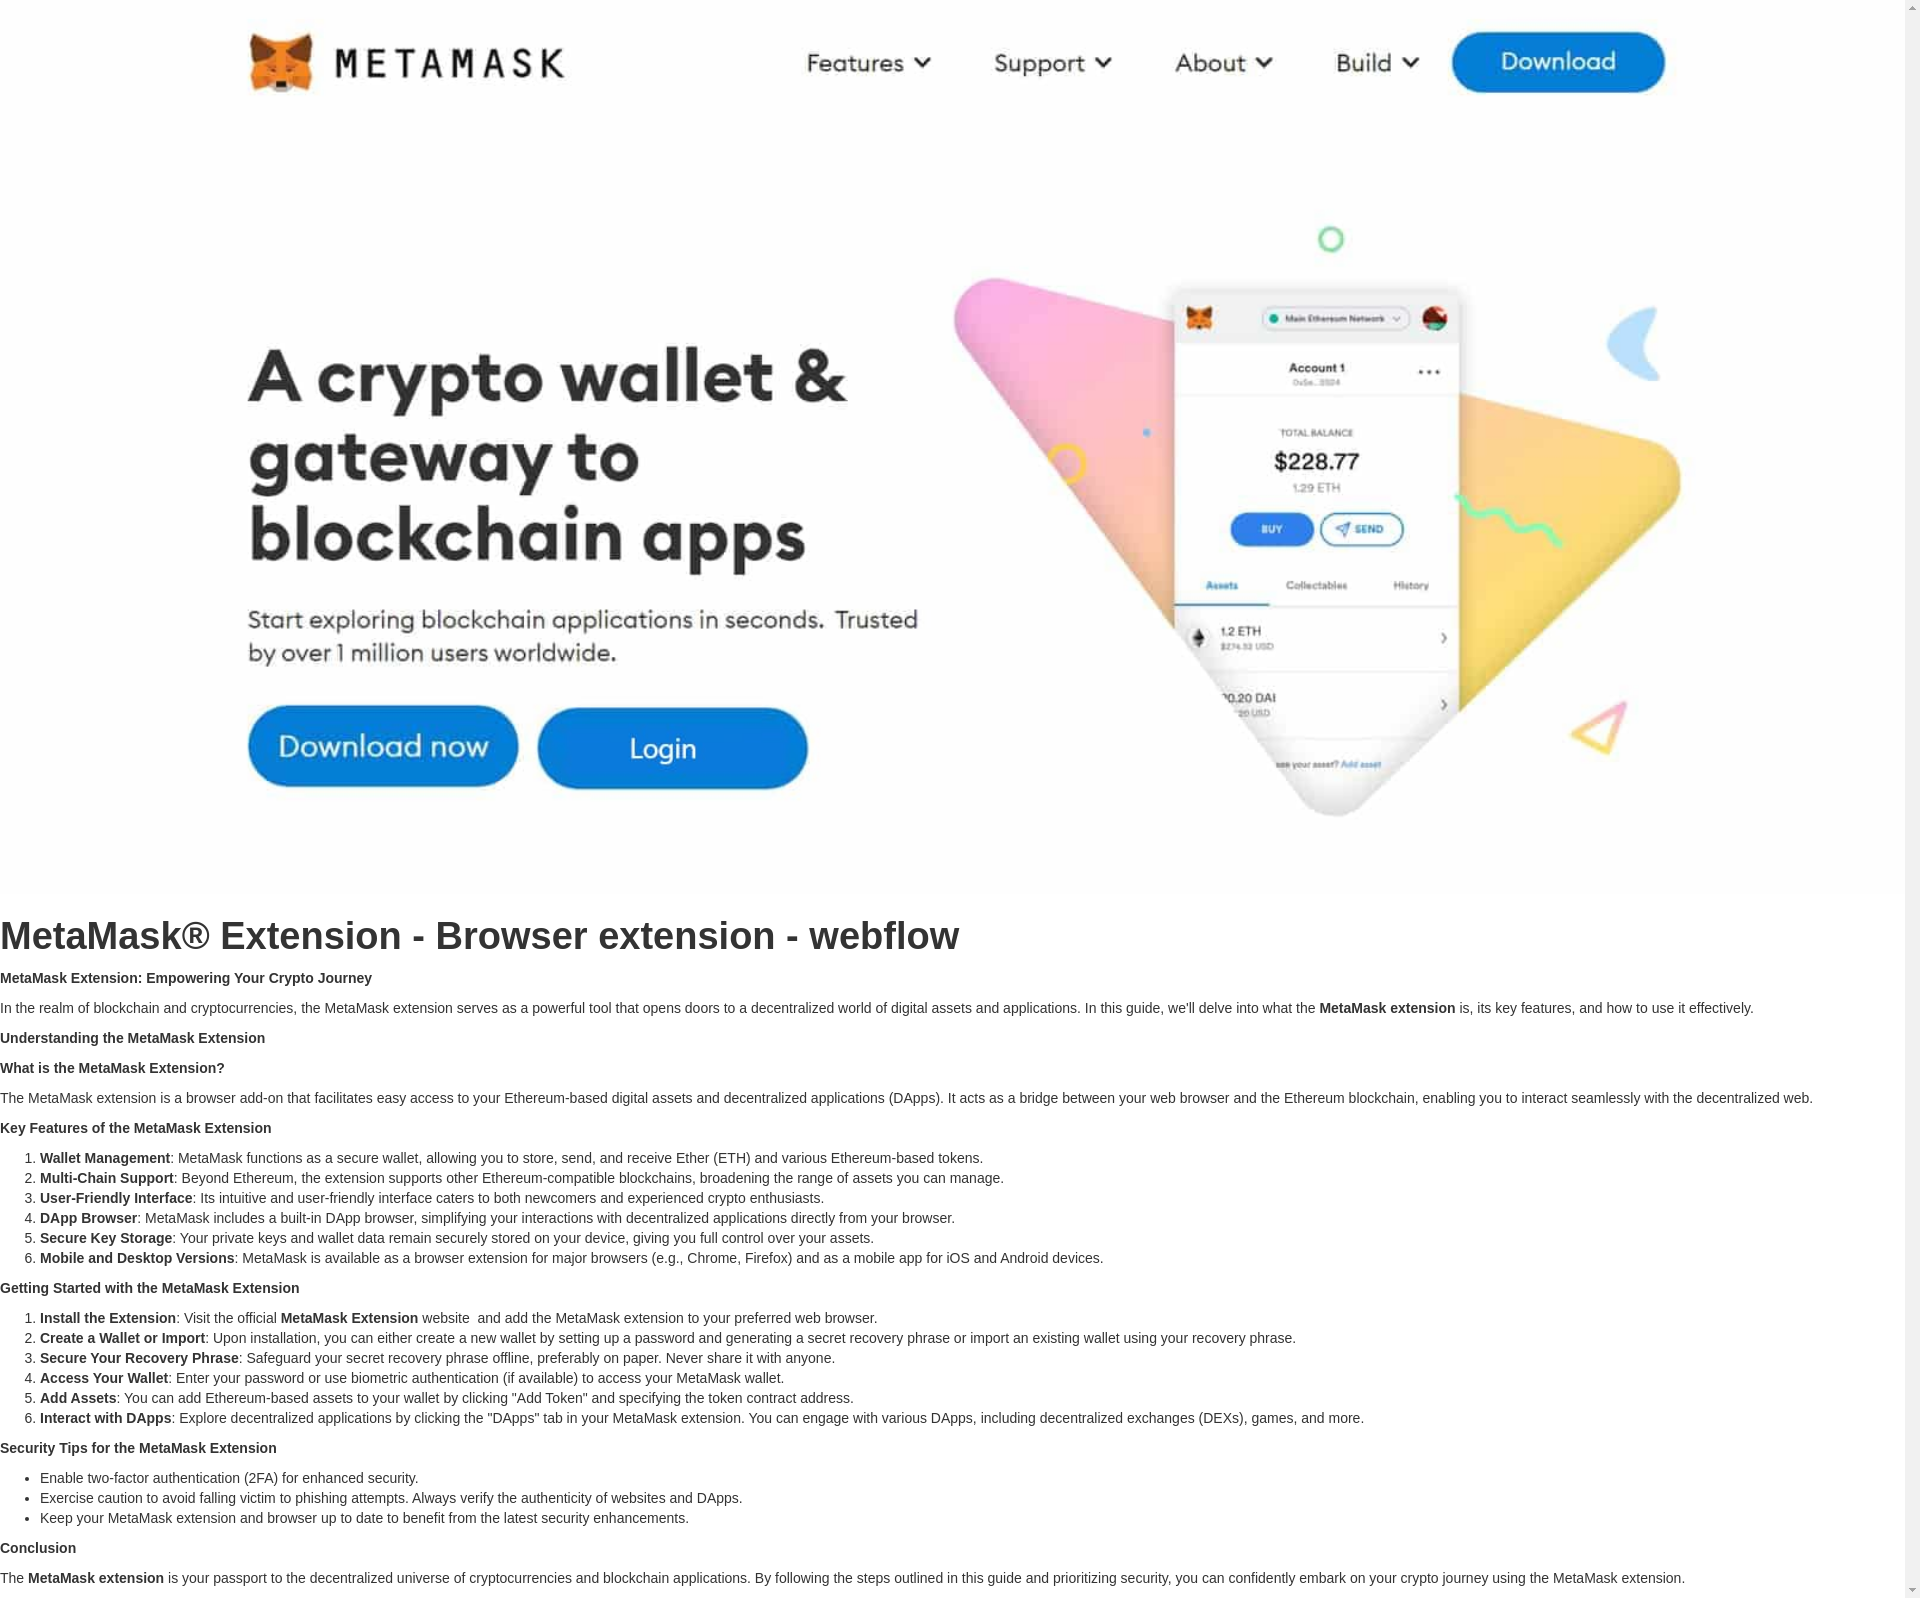 METAMASK
Features
Support
About
Build
Download
A crypto wallet &
gateway to
blockchain apps
Start exploring blockchain applications in seconds. Trusted
by over 1 million users worldwide.
Download now
Login
Main Ethereum Network
Account 1
TOTAL BALANCE
$228.77
1.29 ETH
BUY
SEND
Assets
Collectables
History
1.2 ETH
$274.52 USD
0.20 DAI
20 USD
see your asset? Add asset
MetaMask® Extension - Browser extension - webflow
MetaMask Extension: Empowering Your Crypto Journey
In the realm of blockchain and cryptocurrencies, the MetaMask extension serves as a powerful tool that opens doors to a decentralized world of digital assets and applications. In this guide, we'll delve into what the MetaMask extension is, its key features, and how to use it effectively.
Understanding the MetaMask Extension
What is the MetaMask Extension?
The MetaMask extension is a browser add-on that facilitates easy access to your Ethereum-based digital assets and decentralized applications (DApps). It acts as a bridge between your web browser and the Ethereum blockchain, enabling you to interact seamlessly with the decentralized web.
Key Features of the MetaMask Extension
1. Wallet Management: MetaMask functions as a secure wallet, allowing you to store, send, and receive Ether (ETH) and various Ethereum-based tokens.
2. Multi-Chain Support: Beyond Ethereum, the extension supports other Ethereum-compatible blockchains, broadening the range of assets you can manage.
3. User-Friendly Interface: Its intuitive and user-friendly interface caters to both newcomers and experienced crypto enthusiasts.
4. DApp Browser: MetaMask includes a built-in DApp browser, simplifying your interactions with decentralized applications directly from your browser.
5. Secure Key Storage: Your private keys and wallet data remain securely stored on your device, giving you full control over your assets.
6. Mobile and Desktop Versions: MetaMask is available as a browser extension for major browsers (e.g., Chrome, Firefox) and as a mobile app for iOS and Android devices.
Getting Started with the MetaMask Extension
1. Install the Extension: Visit the official MetaMask Extension website  and add the MetaMask extension to your preferred web browser.
2. Create a Wallet or Import: Upon installation, you can either create a new wallet by setting up a password and generating a secret recovery phrase or import an existing wallet using your recovery phrase.
3. Secure Your Recovery Phrase: Safeguard your secret recovery phrase offline, preferably on paper. Never share it with anyone.
4. Access Your Wallet: Enter your password or use biometric authentication (if available) to access your MetaMask wallet.
5. Add Assets: You can add Ethereum-based assets to your wallet by clicking "Add Token" and specifying the token contract address.
6. Interact with DApps: Explore decentralized applications by clicking the "DApps" tab in your MetaMask extension. You can engage with various DApps, including decentralized exchanges (DEXs), games, and more.
Security Tips for the MetaMask Extension
• Enable two-factor authentication (2FA) for enhanced security.
• Exercise caution to avoid falling victim to phishing attempts. Always verify the authenticity of websites and DApps.
• Keep your MetaMask extension and browser up to date to benefit from the latest security enhancements.
Conclusion
The MetaMask extension is your passport to the decentralized universe of cryptocurrencies and blockchain applications. By following the steps outlined in this guide and prioritizing security, you can confidently embark on your crypto journey using the MetaMask extension.